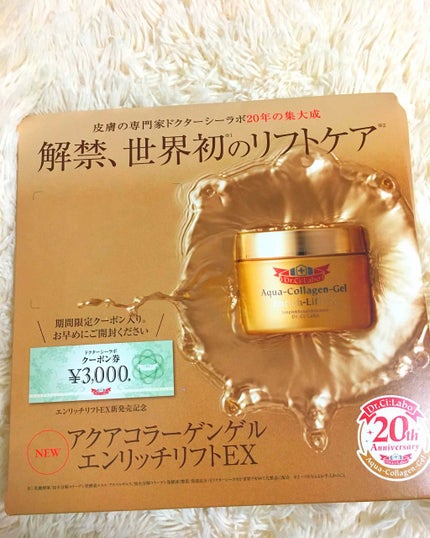 皮膚の専門家ドクターシーラボ20年の集大成
解禁、世界初※1のリフトケア※2
期間限定クーポン入り。
お早めにご開封ください
ドクターシーラボ
クーポン券
¥3,000
エンリッチリフトEX新発売記念
Dr.Ci:Labo
Aqua-Collagen-Gel
Dr.Ci:Labo
NEW
アクアコラーゲンゲル
エンリッチリフトEX
Dr.Ci:Labo
20th
Anniversary
Aqua-Collagen-Gel